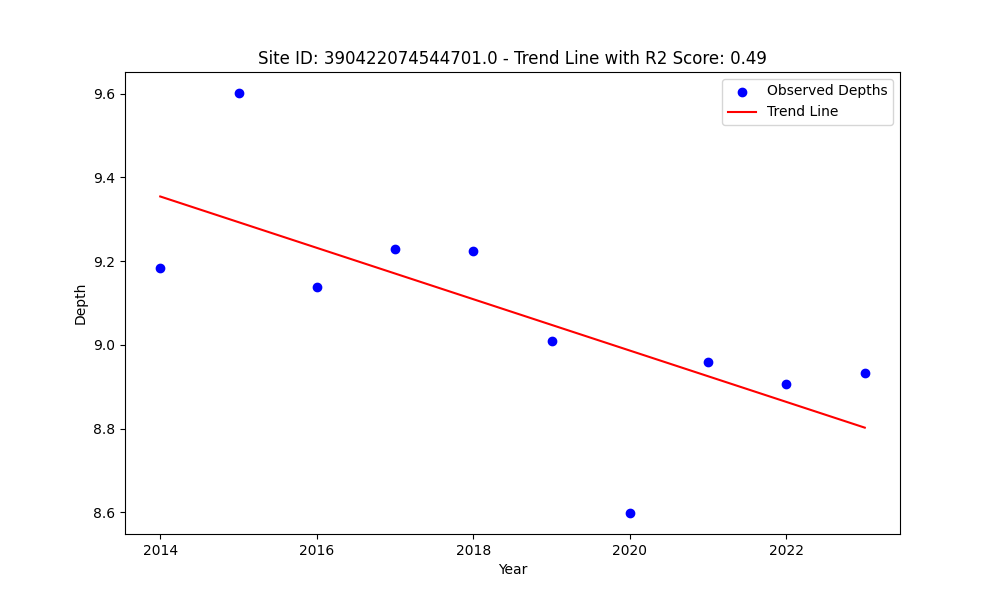 Site ID: 390422074544701.0 - Trend Line with R2 Score: 0.49
Observed Depths
Trend Line
9.6
9.4
9.2
9.0
8.8
8.6
Depth
2014
2016
2018
2020
2022
Year